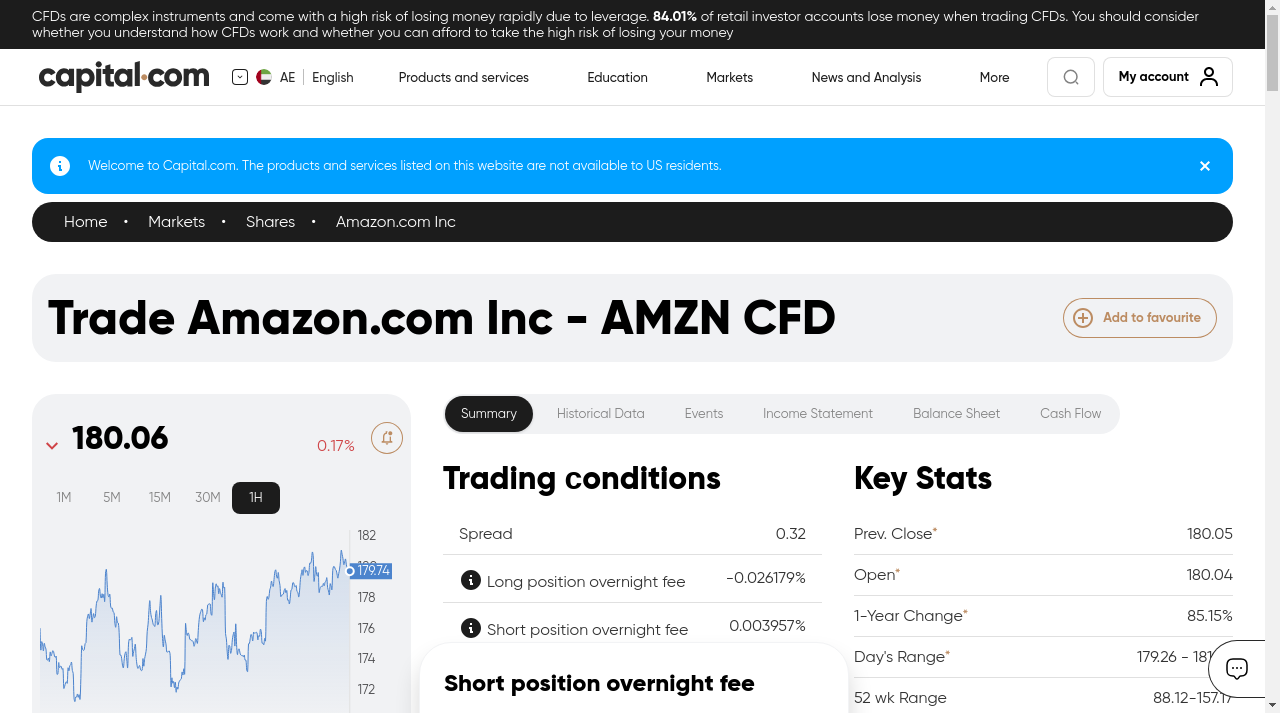 CFDs are complex instruments and come with a high risk of losing money rapidly due to leverage. 84.01% of retail investor accounts lose money when trading CFDs. You should consider
whether you understand how CFDs work and whether you can afford to take the high risk of losing your money
capital.com
AE
English
Products and services
Education
Markets
News and Analysis
More
My account
Welcome to Capital.com. The products and services listed on this website are not available to US residents.
Home • Markets • Shares • Amazon.com Inc
Trade Amazon.com Inc - AMZN CFD
Add to favourite
180.06
0.17%
1M 5M 15M 30M 1H
182
179.74
178
176
174
172
Summary Historical Data Events Income Statement Balance Sheet Cash Flow
Trading conditions
Spread 0.32
Long position overnight fee -0.026179%
Short position overnight fee 0.003957%
Short position overnight fee
Key Stats
Prev. Close* 180.05
Open* 180.04
1-Year Change* 85.15%
Day's Range* 179.26 -
52 wk Range 88.12-157.17